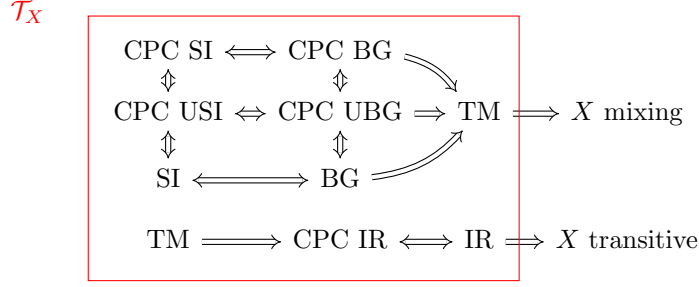 𝒯_X
CPC SI ⟺ CPC BG
CPC USI ⟺ CPC UBG ⟹ TM ⟹ X mixing
SI ⟺ BG
TM ⟹ CPC IR ⟺ IR ⟹ X transitive